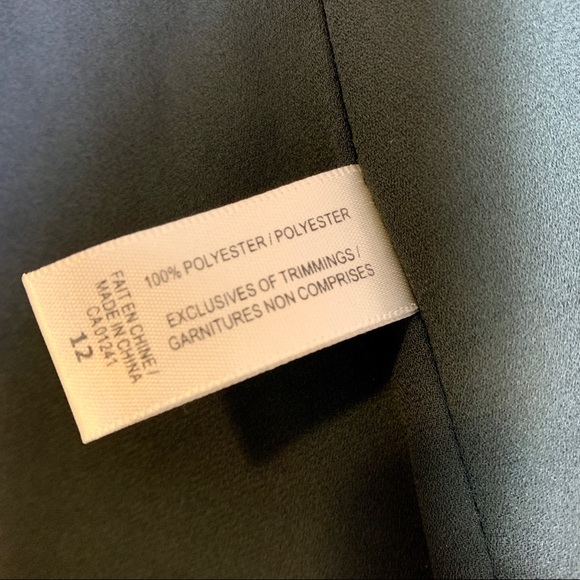 100% POLYESTER / POLYESTER
EXCLUSIVES OF TRIMMINGS /
GARNITURES NON COMPRISES
FAIT EN CHINE /
MADE IN CHINA
CA 01241
12